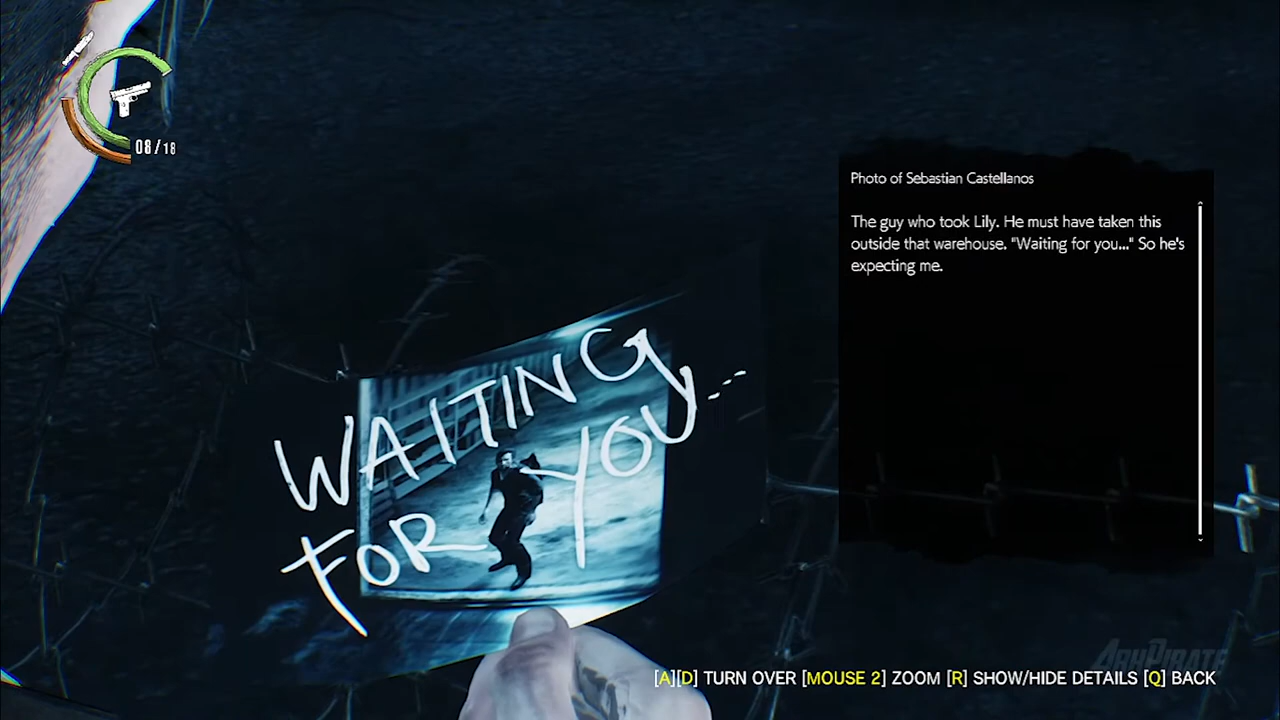 08/18
Photo of Sebastian Castellanos
The guy who took Lily. He must have taken this
outside that warehouse. "Waiting for you..." So he's
expecting me.
WAITING
FOR YOU...
ARKPIRATE
[A][D] TURN OVER [MOUSE 2] ZOOM [R] SHOW/HIDE DETAILS [Q] BACK